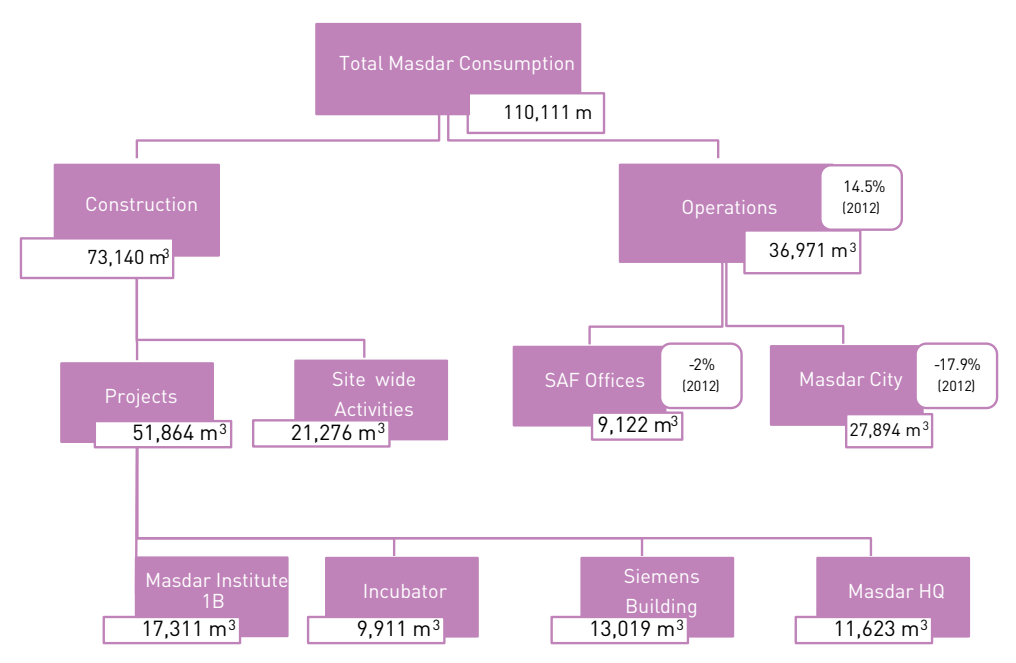 Total Masdar Consumption
110,111 m
Construction
73,140 m³
Operations
14.5%
(2012)
36,971 m³
Projects
51,864 m³
Site wide
Activities
21,276 m³
SAF Offices
-2%
(2012)
9,122 m³
Masdar City
-17.9%
(2012)
27,894 m³
Masdar Institute
1B
17,311 m³
Incubator
9,911 m³
Siemens
Building
13,019 m³
Masdar HQ
11,623 m³